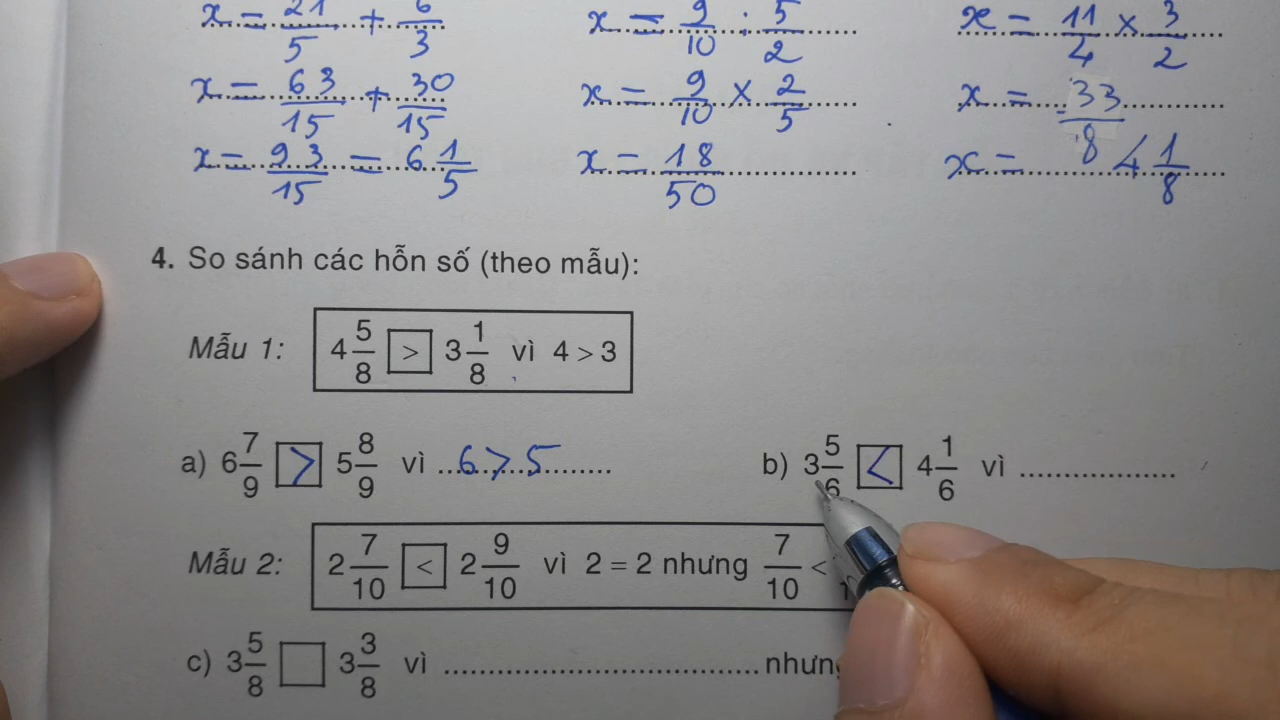 x = 21/5 + 6/3 x = 9/10 : 5/2 x = 11/4 × 3/2
x = 63/15 + 30/15 x = 9/10 × 2/5 x = 33/8
x = 93/15 = 6 1/5 x = 18/50 x = 4 1/8
4. So sánh các hỗn số (theo mẫu):
Mẫu 1: 4 5/8 > 3 1/8 vì 4 > 3
a) 6 7/9 > 5 8/9 vì 6 > 5 b) 3 5/6 < 4 1/6 vì
Mẫu 2: 2 7/10 < 2 9/10 vì 2 = 2 nhưng 7/10 <
c) 3 5/8 3 3/8 vì nhưng